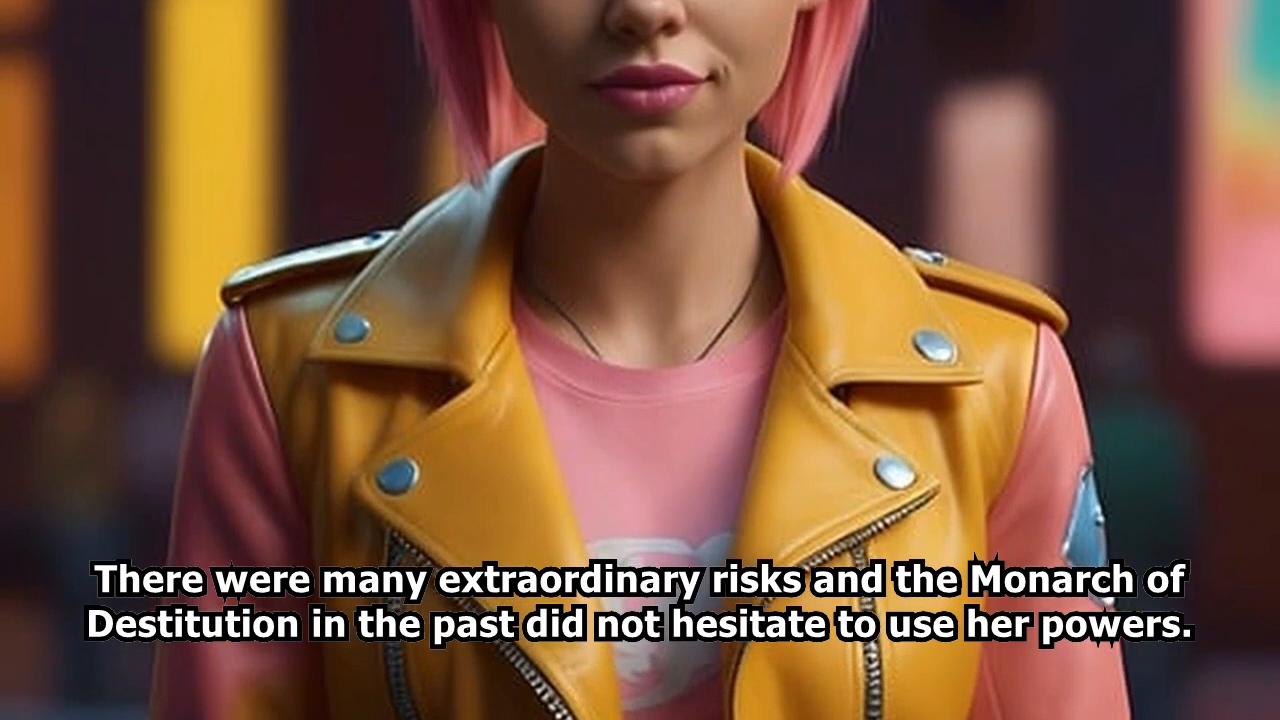 There were many extraordinary risks and the Monarch of
Destitution in the past did not hesitate to use her powers.